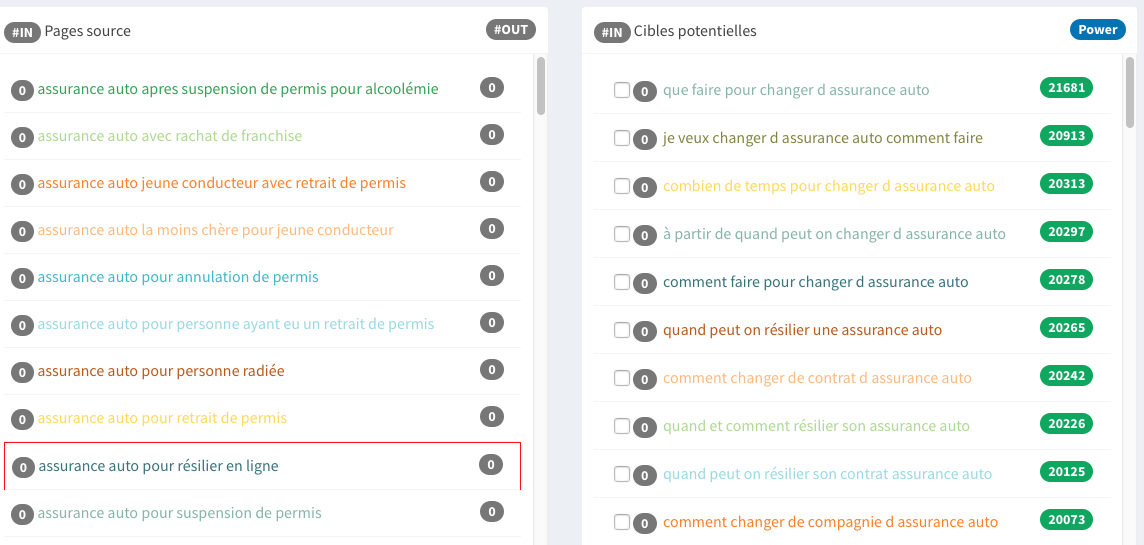 #IN Pages source #OUT
0 assurance auto apres suspension de permis pour alcoolémie 0
0 assurance auto avec rachat de franchise 0
0 assurance auto jeune conducteur avec retrait de permis 0
0 assurance auto la moins chère pour jeune conducteur 0
0 assurance auto pour annulation de permis 0
0 assurance auto pour personne ayant eu un retrait de permis 0
0 assurance auto pour personne radiée 0
0 assurance auto pour retrait de permis 0
0 assurance auto pour résilier en ligne 0
0 assurance auto pour suspension de permis 0
#IN Cibles potentielles Power
0 que faire pour changer d assurance auto 21681
0 je veux changer d assurance auto comment faire 20913
0 combien de temps pour changer d assurance auto 20313
0 à partir de quand peut on changer d assurance auto 20297
0 comment faire pour changer d assurance auto 20278
0 quand peut on résilier une assurance auto 20265
0 comment changer de contrat d assurance auto 20242
0 quand et comment résilier son assurance auto 20226
0 quand peut on résilier son contrat assurance auto 20125
0 comment changer de compagnie d assurance auto 20073